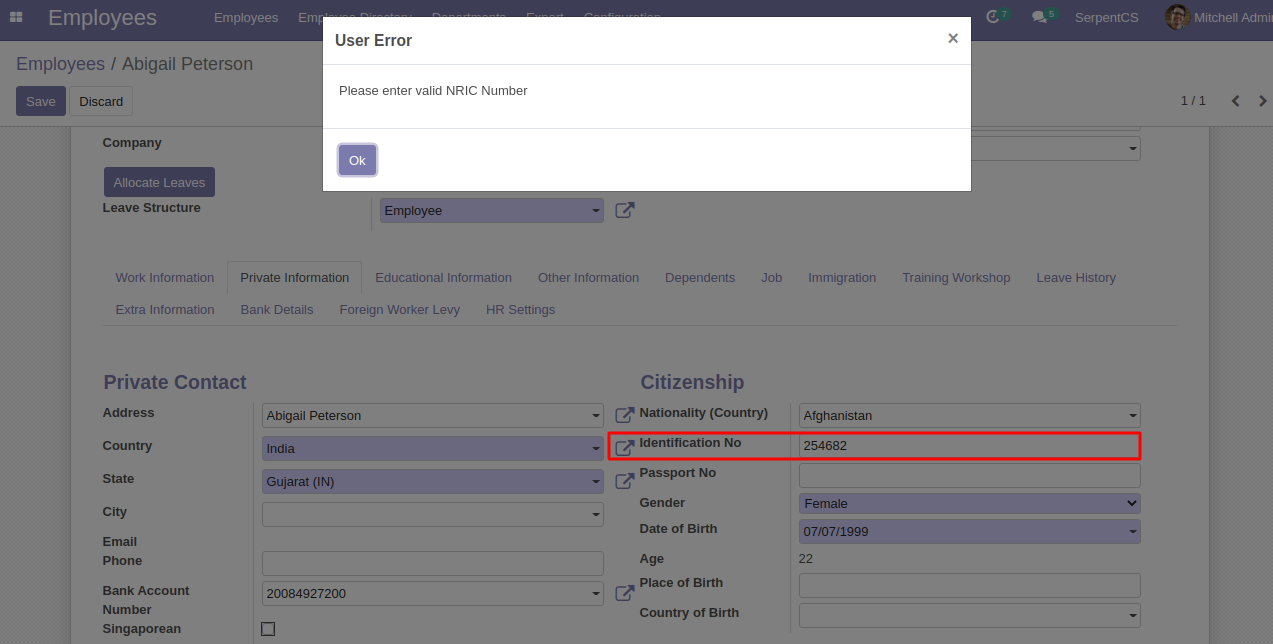 Employees Employees Employee Directory Departments Export Configuration 7 5 SerpentCS Mitchell Admi
User Error ×
Employees / Abigail Peterson
Please enter valid NRIC Number
Save Discard 1 / 1
Company
Ok
Allocate Leaves
Leave Structure Employee
Work Information Private Information Educational Information Other Information Dependents Job Immigration Training Workshop Leave History
Extra Information Bank Details Foreign Worker Levy HR Settings
Private Contact Citizenship
Address Abigail Peterson Nationality (Country) Afghanistan
Country India Identification No 254682
State Gujarat (IN) Passport No
City Gender Female
Email Date of Birth 07/07/1999
Phone Age 22
Bank Account Number 20084927200 Place of Birth
Singaporean Country of Birth